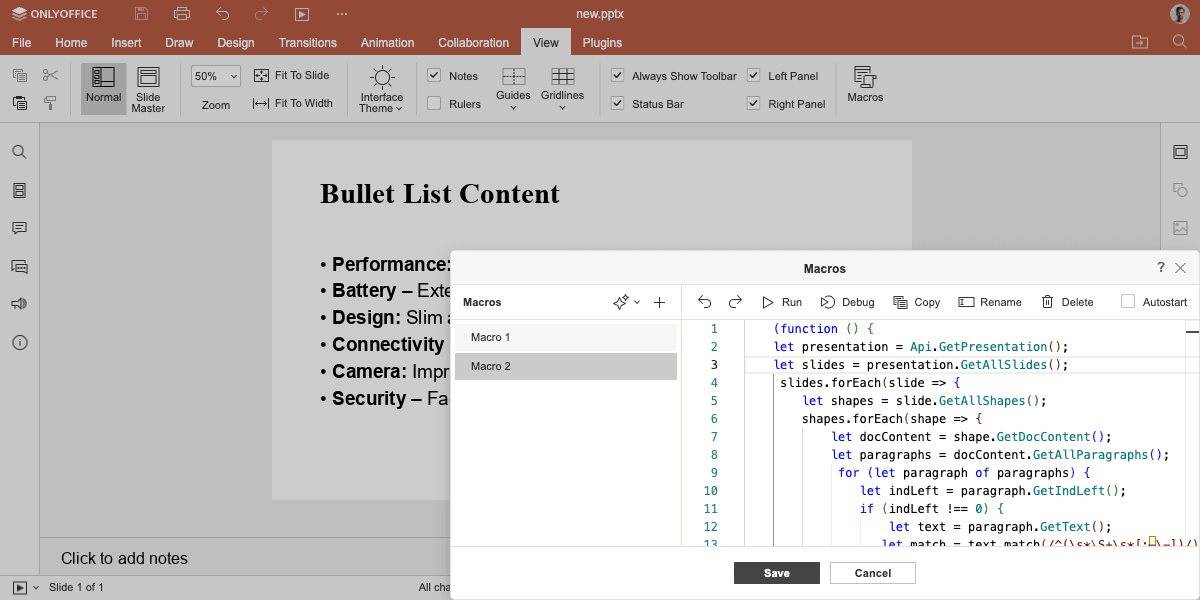 ONLYOFFICE
new.pptx
File Home Insert Draw Design Transitions Animation Collaboration View Plugins
Normal
Slide Master
50%
Zoom
Fit To Slide
Fit To Width
Interface Theme
Notes
Rulers
Guides
Gridlines
Always Show Toolbar
Status Bar
Left Panel
Right Panel
Macros
Bullet List Content
• Performance:
• Battery –
• Design: Slim
• Connectivity
• Camera:
• Security –
Macros
?
Macros
Run Debug Copy Rename Delete Autostart
Macro 1
Macro 2
1 (function () {
2 let presentation = Api.GetPresentation();
3 let slides = presentation.GetAllSlides();
4 slides.forEach(slide => {
5 let shapes = slide.GetAllShapes();
6 shapes.forEach(shape => {
7 let docContent = shape.GetDocContent();
8 let paragraphs = docContent.GetAllParagraphs();
9 for (let paragraph of paragraphs) {
10 let indLeft = paragraph.GetIndLeft();
11 if (indLeft !== 0) {
12 let text = paragraph.GetText();
13 let match = text.match(/^(\s*\S+\s*[:–\-])/)
Save Cancel
Click to add notes
Slide 1 of 1
All